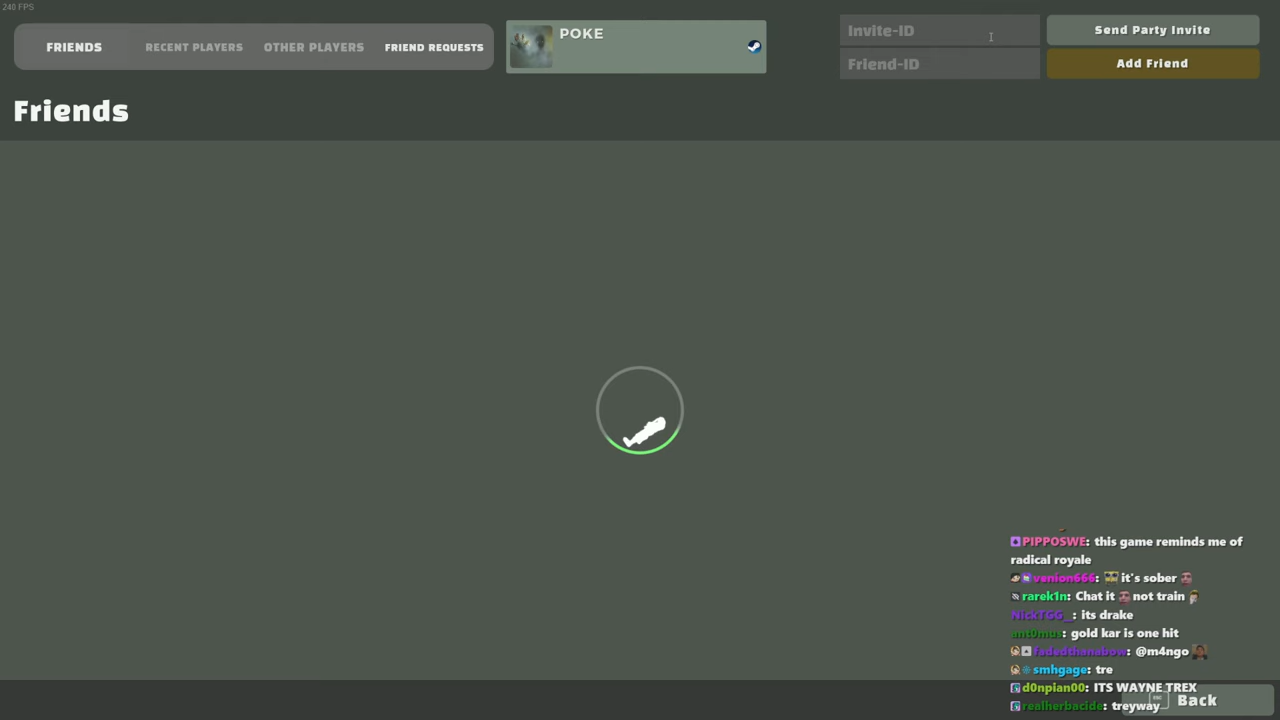 240 FPS
FRIENDS
RECENT PLAYERS
OTHER PLAYERS
FRIEND REQUESTS
POKE
Invite-ID
Send Party Invite
Friend-ID
Add Friend
Friends
PIPPOSWE: this game reminds me of
radical royale
venion666: it's sober
rarek1n: Chat it not train
NickTGG_: its drake
ant0mus: gold kar is one hit
fadedthanabow: @m4ngo
smhgage: tre
d0npian00: ITS WAYNE TREX
realherbacide: treyway
Back